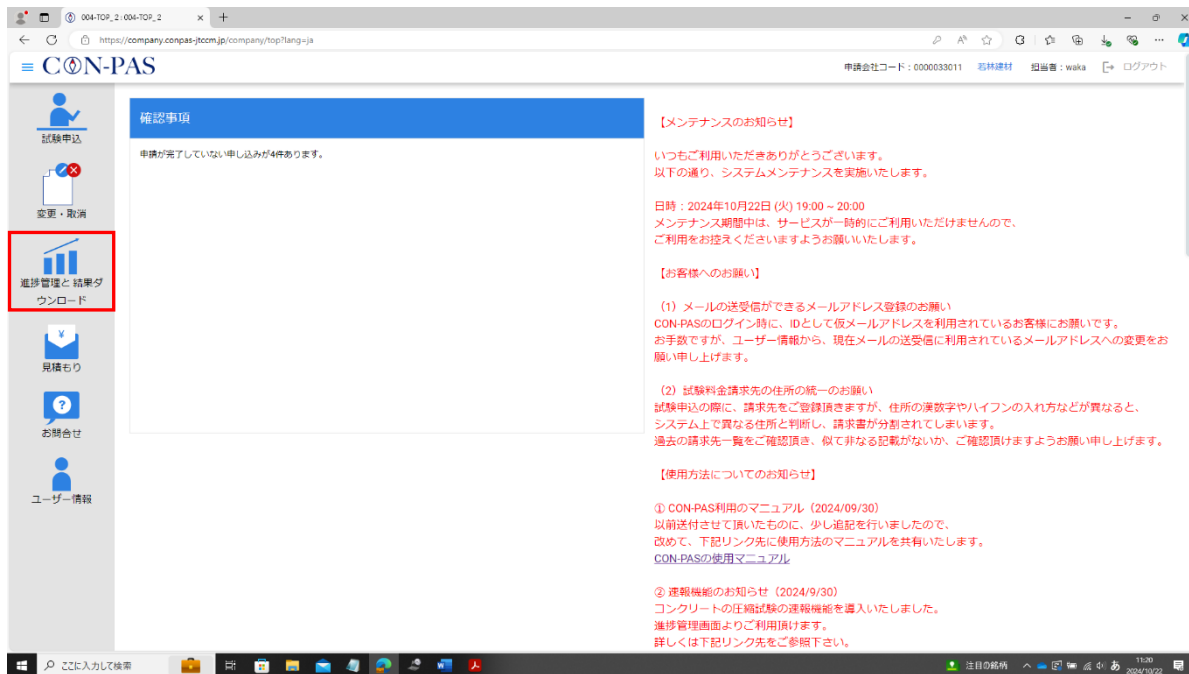 004-TOP_2 : 004-TOP_2
https://company.conpas-jtccm.jp/company/top?lang=ja
CON-PAS
申請会社コード：0000033011 若林建材 担当者：waka ログアウト
試験申込
変更・取消
進捗管理と 結果ダ
ウンロード
見積もり
お問合せ
ユーザー情報
確認事項
申請が完了していない申し込みが4件あります。
【メンテナンスのお知らせ】
いつもご利用いただきありがとうございます。
以下の通り、システムメンテナンスを実施いたします。
日時：2024年10月22日 (火) 19:00 ~ 20:00
メンテナンス期間中は、サービスが一時的にご利用いただけませんので、
ご利用をお控えくださいますようお願いいたします。
【お客様へのお願い】
（1）メールの送受信ができるメールアドレス登録のお願い
CON-PASのログイン時に、IDとして仮メールアドレスを利用されているお客様にお願いです。
お手数ですが、ユーザー情報から、現在メールの送受信に利用されているメールアドレスへの変更をお
願い申し上げます。
（2）試験料金請求先の住所の統一のお願い
試験申込の際に、請求先をご登録頂きますが、住所の漢数字やハイフンの入れ方などが異なると、
システム上で異なる住所と判断し、請求書が分割されてしまいます。
過去の請求先一覧をご確認頂き、似て非なる記載がないか、ご確認頂けますようお願い申し上げます。
【使用方法についてのお知らせ】
① CON-PAS利用のマニュアル（2024/09/30）
以前送付させて頂いたものに、少し追記を行いましたので、
改めて、下記リンク先に使用方法のマニュアルを共有いたします。
CON-PASの使用マニュアル
② 速報機能のお知らせ（2024/9/30）
コンクリートの圧縮試験の速報機能を導入いたしました。
進捗管理画面よりご利用頂けます。
詳しくは下記リンク先をご参照下さい。
ここに入力して検索
注目の銘柄
あ
11:20
2024/10/22